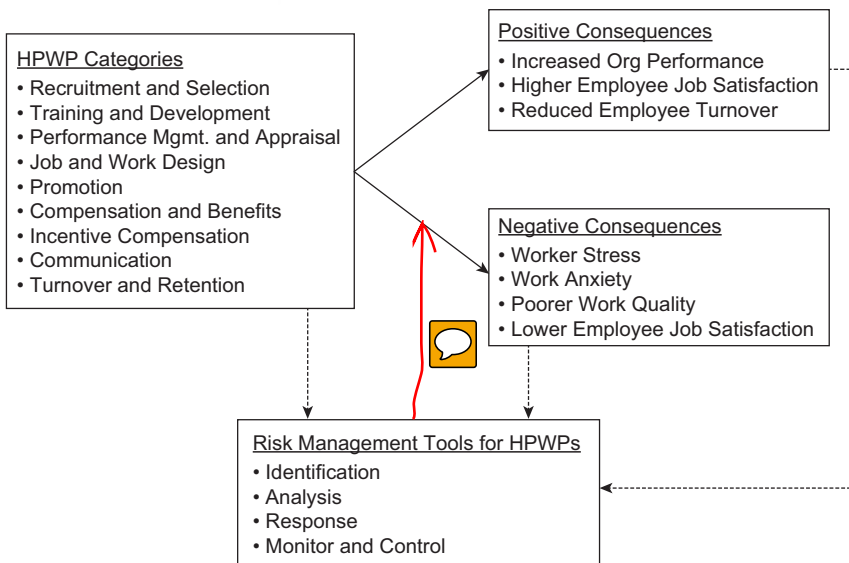 HPWP Categories
• Recruitment and Selection
• Training and Development
• Performance Mgmt. and Appraisal
• Job and Work Design
• Promotion
• Compensation and Benefits
• Incentive Compensation
• Communication
• Turnover and Retention
Positive Consequences
• Increased Org Performance
• Higher Employee Job Satisfaction
• Reduced Employee Turnover
Negative Consequences
• Worker Stress
• Work Anxiety
• Poorer Work Quality
• Lower Employee Job Satisfaction
Risk Management Tools for HPWPs
• Identification
• Analysis
• Response
• Monitor and Control